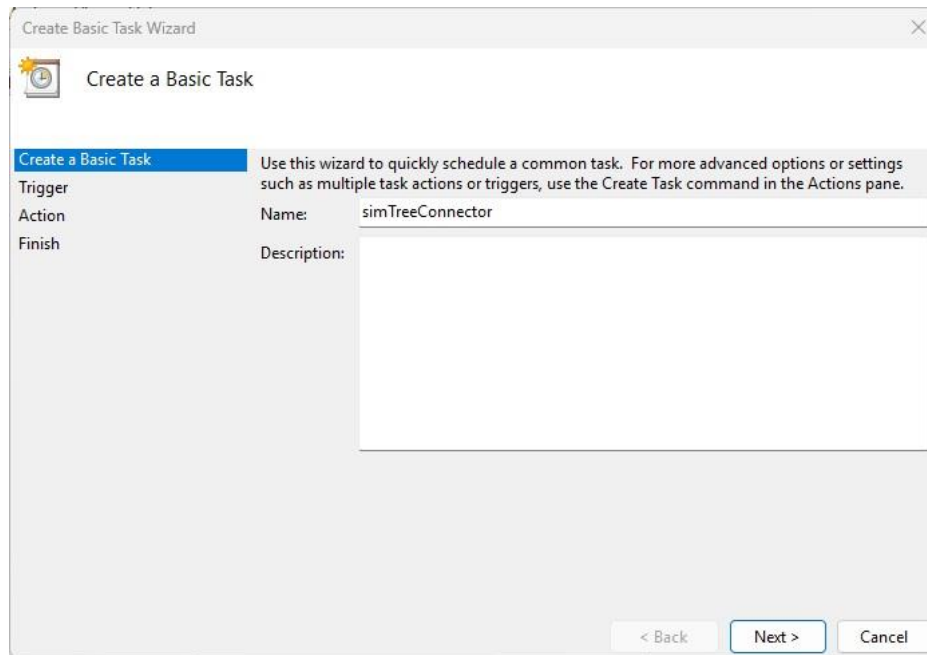 Create Basic Task Wizard
Create a Basic Task
Create a Basic Task
Trigger
Action
Finish
Use this wizard to quickly schedule a common task. For more advanced options or settings
such as multiple task actions or triggers, use the Create Task command in the Actions pane.
Name: simTreeConnector
Description:
< Back Next > Cancel